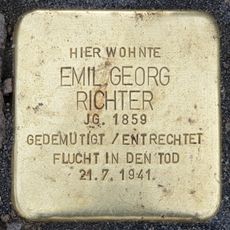 HIER WOHNTE
EMIL GEORG
RICHTER
JG. 1859
GEDEMÜTIGT / ENTRECHTET
FLUCHT IN DEN TOD
21.7.1941.